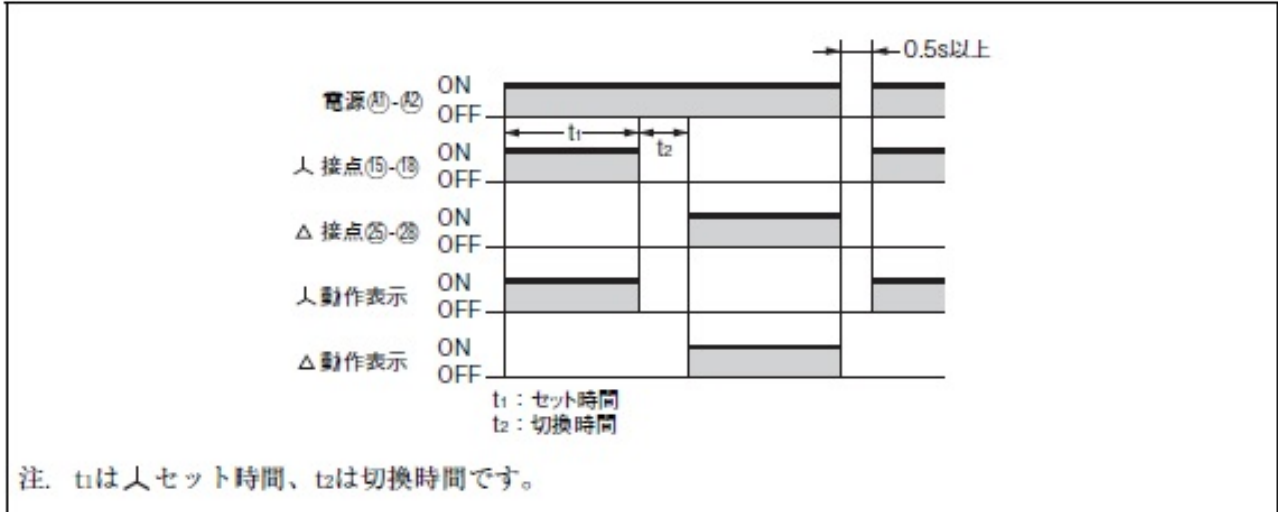 0.5s以上
電源Ⓐ1-Ⓐ2 ON
OFF
t1
t2
人 接点⑮-⑱ ON
OFF
△ 接点㉕-㉘ ON
OFF
人動作表示 ON
OFF
△動作表示 ON
OFF
t1：セット時間
t2：切換時間
注. t1は人セット時間、t2は切換時間です。